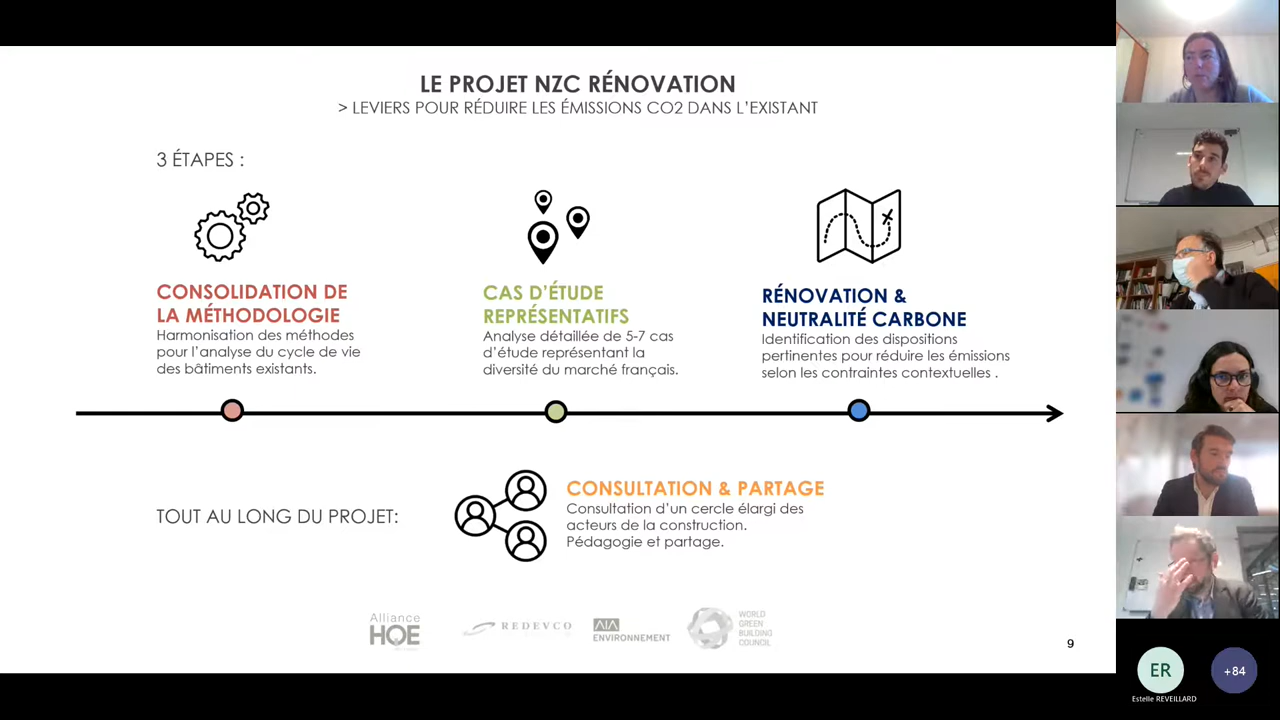 LE PROJET NZC RÉNOVATION
> LEVIERS POUR RÉDUIRE LES ÉMISSIONS CO2 DANS L'EXISTANT
3 ÉTAPES :
CONSOLIDATION DE
LA MÉTHODOLOGIE
Harmonisation des méthodes
pour l'analyse du cycle de vie
des bâtiments existants.
CAS D'ÉTUDE
REPRÉSENTATIFS
Analyse détaillée de 5-7 cas
d'étude représentant la
diversité du marché français.
RÉNOVATION &
NEUTRALITÉ CARBONE
Identification des dispositions
pertinentes pour réduire les émissions
selon les contraintes contextuelles .
TOUT AU LONG DU PROJET:
CONSULTATION & PARTAGE
Consultation d'un cercle élargi des
acteurs de la construction.
Pédagogie et partage.
Alliance
HQE
REDEVCO
AIA
ENVIRONNEMENT
WORLD
GREEN
BUILDING
COUNCIL
9
ER
Estelle REVEILLARD
+84